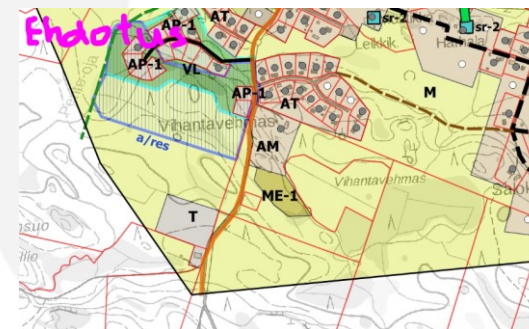 Ehdotus
AP-1
AT
sr-2
sr-2
Leikkik.
AP-1
VL
AP-1
AT
M
Vihantavehmas
a/res
AM
Vihantavehmas
ME-1
T